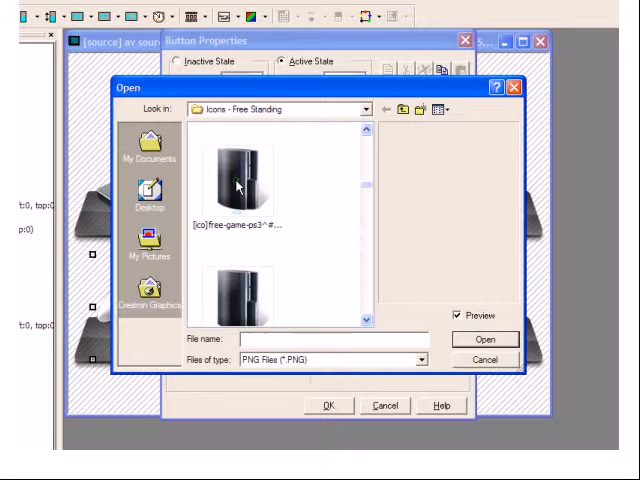 [source] av sour
Button Properties
S...
Inactive State
Active State
Open
Look in:
Icons - Free Standing
My Documents
Desktop
My Pictures
Crestron Graphics
[ico]free-game-ps3^#...
t:0, top:0
p:0)
t:0, top:0
Preview
File name:
Open
Files of type:
PNG Files (*.PNG)
Cancel
OK
Cancel
Help